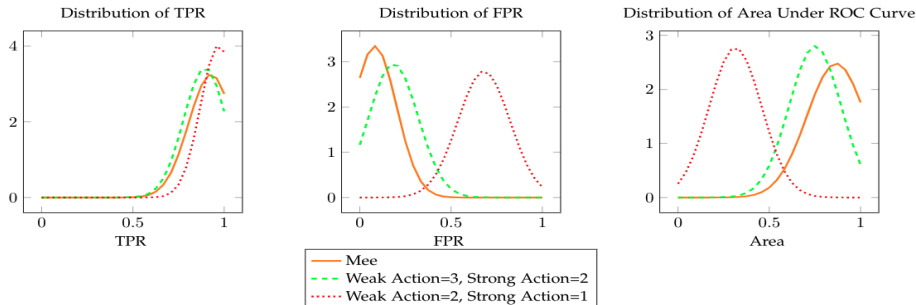 Distribution of TPR
Distribution of FPR
Distribution of Area Under ROC Curve
4
2
0
0
0.5
1
TPR
3
2
1
0
0
0.5
1
FPR
3
2
1
0
0
0.5
1
Area
Mee
Weak Action=3, Strong Action=2
Weak Action=2, Strong Action=1